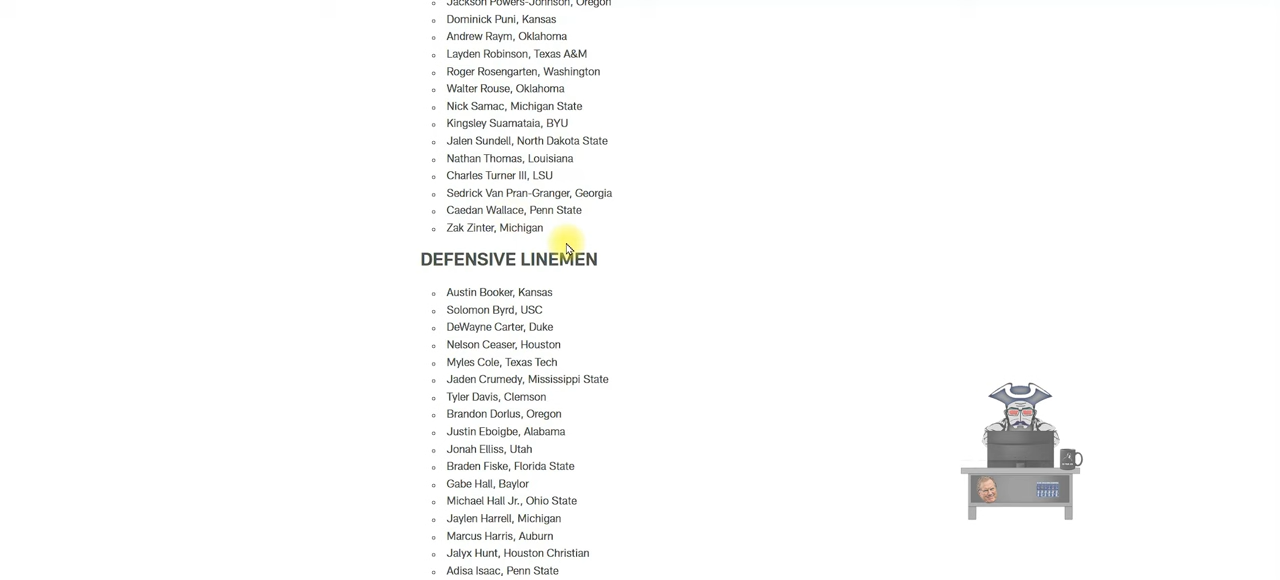 Jackson Powers-Johnson, Oregon
Dominick Puni, Kansas
Andrew Raym, Oklahoma
Layden Robinson, Texas A&M
Roger Rosengarten, Washington
Walter Rouse, Oklahoma
Nick Samac, Michigan State
Kingsley Suamataia, BYU
Jalen Sundell, North Dakota State
Nathan Thomas, Louisiana
Charles Turner III, LSU
Sedrick Van Pran-Granger, Georgia
Caedan Wallace, Penn State
Zak Zinter, Michigan
DEFENSIVE LINEMEN
Austin Booker, Kansas
Solomon Byrd, USC
DeWayne Carter, Duke
Nelson Ceaser, Houston
Myles Cole, Texas Tech
Jaden Crumedy, Mississippi State
Tyler Davis, Clemson
Brandon Dorlus, Oregon
Justin Eboigbe, Alabama
Jonah Elliss, Utah
Braden Fiske, Florida State
Gabe Hall, Baylor
Michael Hall Jr., Ohio State
Jaylen Harrell, Michigan
Marcus Harris, Auburn
Jalyx Hunt, Houston Christian
Adisa Isaac, Penn State